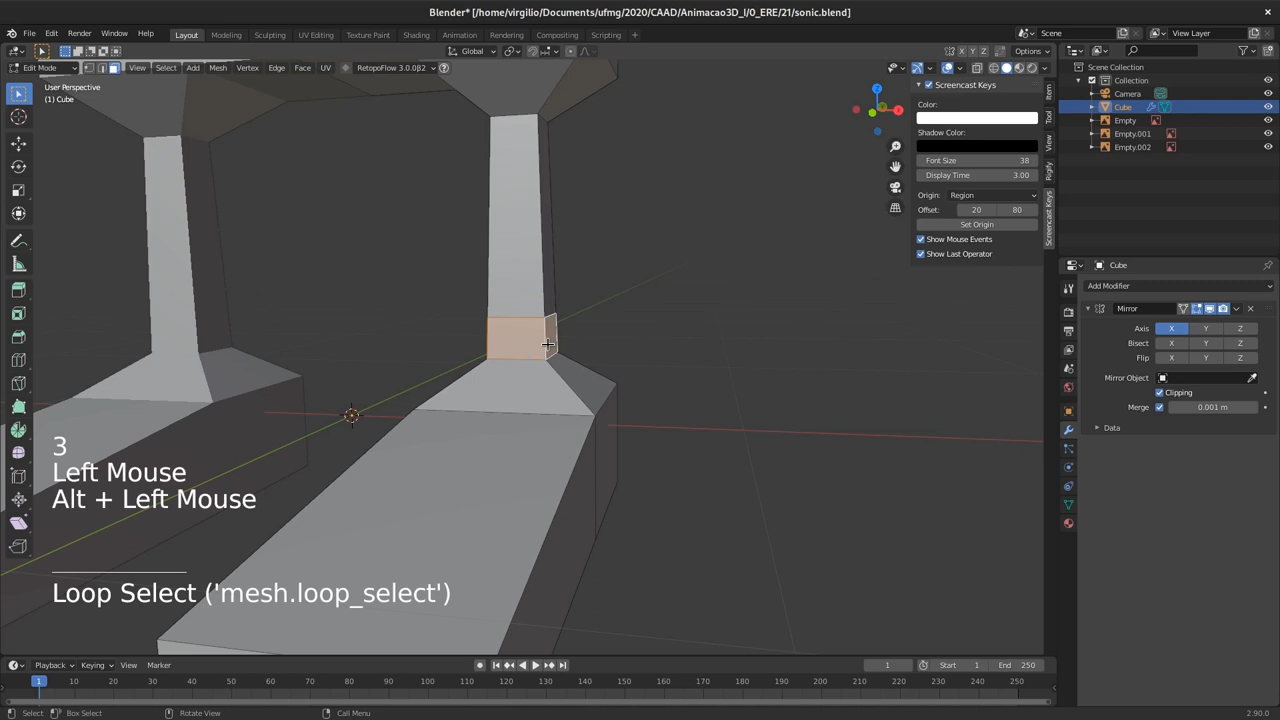 Blender* [/home/virgilio/Documents/ufmg/2020/CAAD/Animacao3D_I/0_ERE/21/sonic.blend]
File Edit Render Window Help Layout Modeling Sculpting UV Editing Texture Paint Shading Animation Rendering Compositing Scripting Scene View Layer
Global X Y Z Options
Edit Mode View Select Add Mesh Vertex Edge Face UV RetopoFlow 3.0.0β2
User Perspective
(1) Cube
Z
Screencast Keys
Color:
Shadow Color:
Font Size 38
Display Time 3.00
Origin: Region
Offset: 20 80
Set Origin
Show Mouse Events
Show Last Operator
Item
Tool
View
Rigify
Screencast Keys
Scene Collection
Collection
Camera
Cube
Empty
Empty.001
Empty.002
Cube
Add Modifier
Mirror
Axis X Y Z
Bisect X Y Z
Flip X Y Z
Mirror Object
Clipping
Merge 0.001 m
Data
3
Left Mouse
Alt + Left Mouse
Loop Select ('mesh.loop_select')
Playback Keying View Marker 1 Start 1 End 250
1 10 20 30 40 50 60 70 80 90 100 110 120 130 140 150 160 170 180 190 200 210 220 230 240 250
Select Box Select Rotate View Call Menu 2.90.0